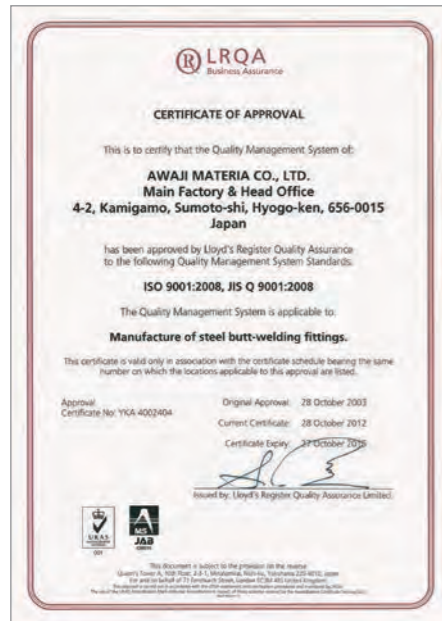 LRQA
Business Assurance
CERTIFICATE OF APPROVAL
This is to certify that the Quality Management System of:
AWAJI MATERIA CO., LTD.
Main Factory & Head Office
4-2, Kamigamo, Sumoto-shi, Hyogo-ken, 656-0015
Japan
has been approved by Lloyd's Register Quality Assurance
to the following Quality Management System Standards:
ISO 9001:2008, JIS Q 9001:2008
The Quality Management System is applicable to:
Manufacture of steel butt-welding fittings.
This certificate is valid only in association with the certificate schedule bearing the same
number on which the locations applicable to this approval are listed.
Approval
Certificate No: YKA 4002404
Original Approval: 28 October 2003
Current Certificate: 28 October 2012
Certificate Expiry: 27 October 2015
Issued by: Lloyd's Register Quality Assurance Limited
UKAS
001
MS
JAB
This document is subject to the provision on the reverse